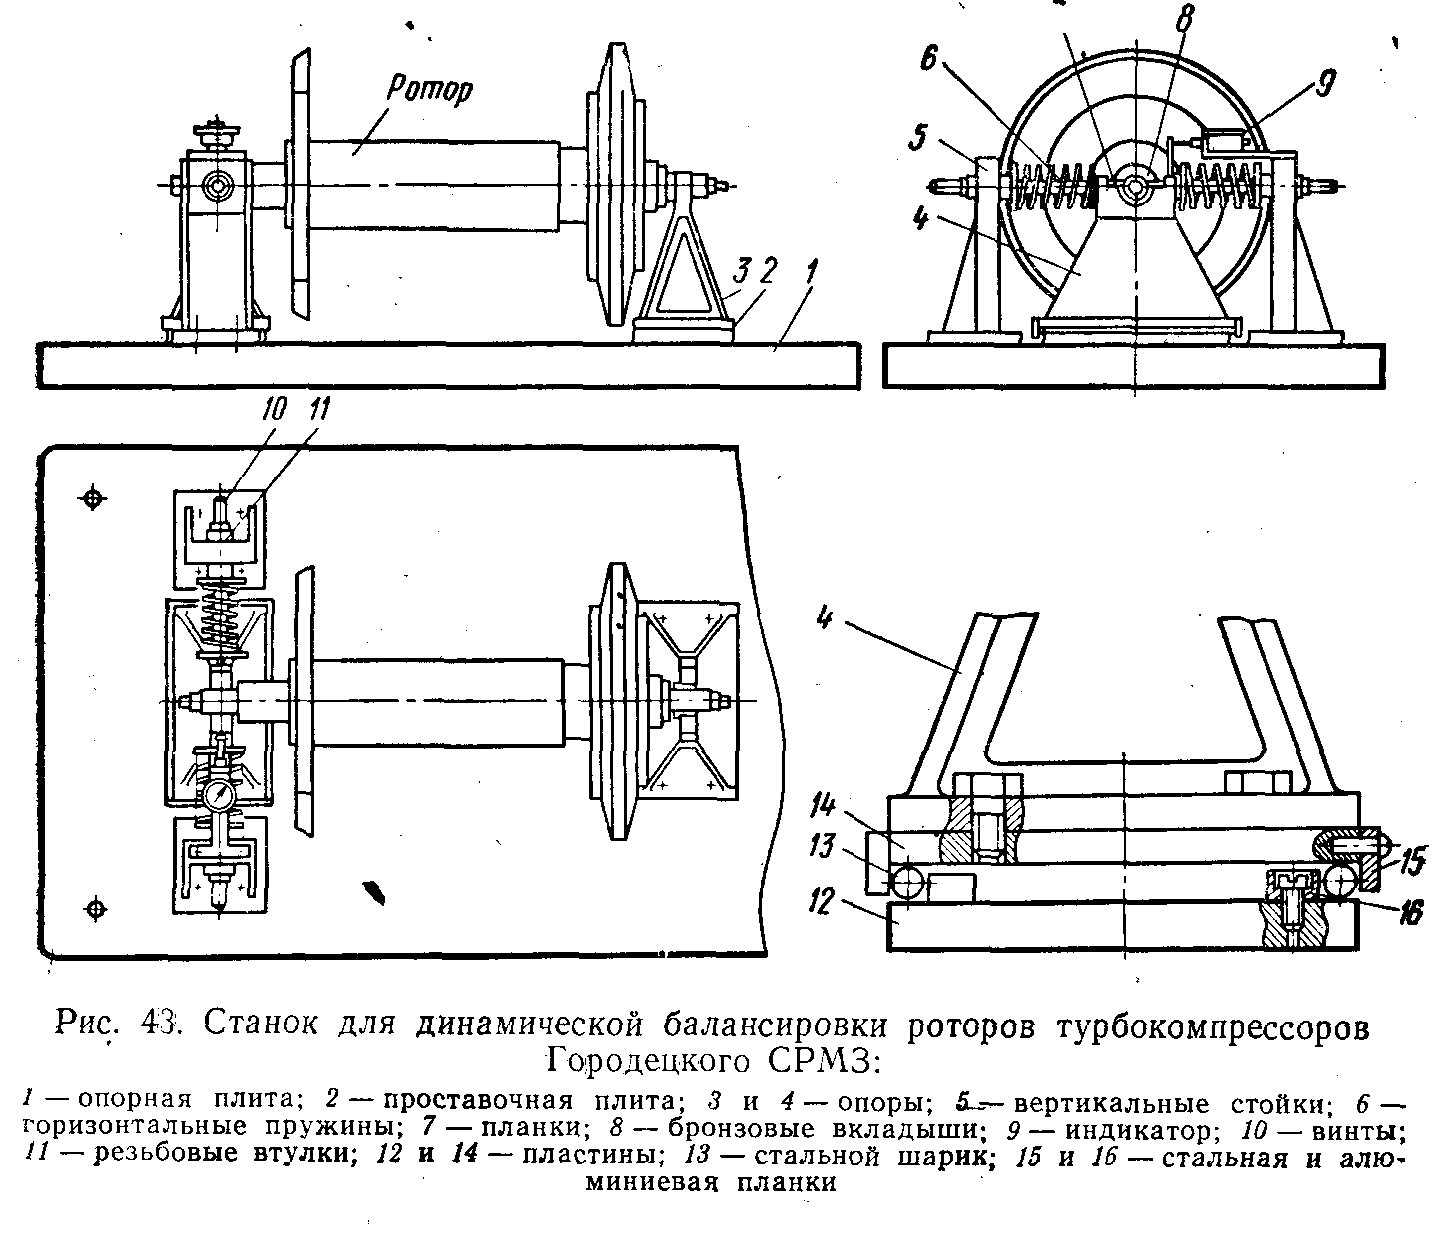 Ротор
8
6
9
5
4
3 2 1
10 11
4
14
13
12
15
16
Рис. 43. Станок для динамической балансировки роторов турбокомпрессоров
Городецкого СРМЗ:
1 — опорная плита; 2 — проставочная плита; 3 и 4 — опоры; 5 — вертикальные стойки; 6 —
горизонтальные пружины; 7 — планки; 8 — бронзовые вкладыши; 9 — индикатор; 10 — винты;
11 — резьбовые втулки; 12 и 14 — пластины; 13 — стальной шарик; 15 и 16 — стальная и алю-
миниевая планки